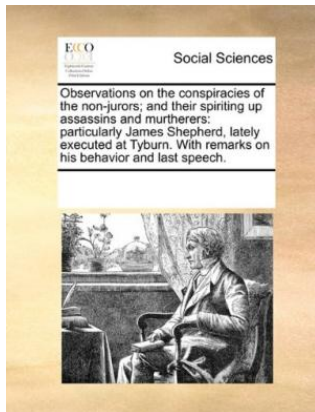 ECCO
Social Sciences
Observations on the conspiracies of
the non-jurors; and their spiriting up
assassins and murtherers:
particularly James Shepherd, lately
executed at Tyburn. With remarks on
his behavior and last speech.